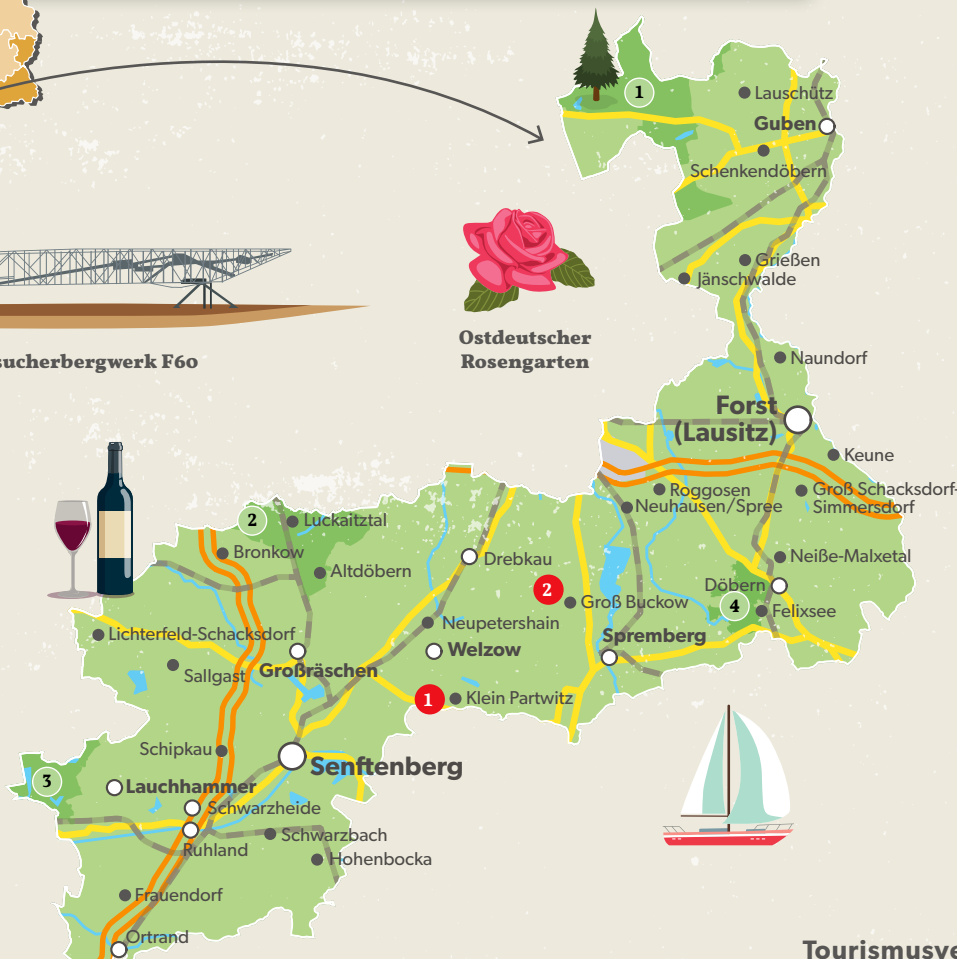 1
Lauschütz
Guben
Schenkendöbern
Grießen
Jänschwalde
Ostdeutscher
Rosengarten
sucherbergwerk F60
Naundorf
Forst
(Lausitz)
Keune
Roggosen
Groß Schacksdorf-
Simmersdorf
Neuhausen/Spree
2
Luckaitztal
Bronkow
Altdöbern
Drebkau
Neiße-Malxetal
Döbern
2
Groß Buckow
4
Felixsee
Neupetershain
Lichterfeld-Schacksdorf
Spremberg
Welzow
Sallgast
Großräschen
1
Klein Partwitz
Schipkau
Senftenberg
3
Lauchhammer
Schwarzheide
Schwarzbach
Ruhland
Hohenbocka
Frauendorf
Ortrand
Tourismusve